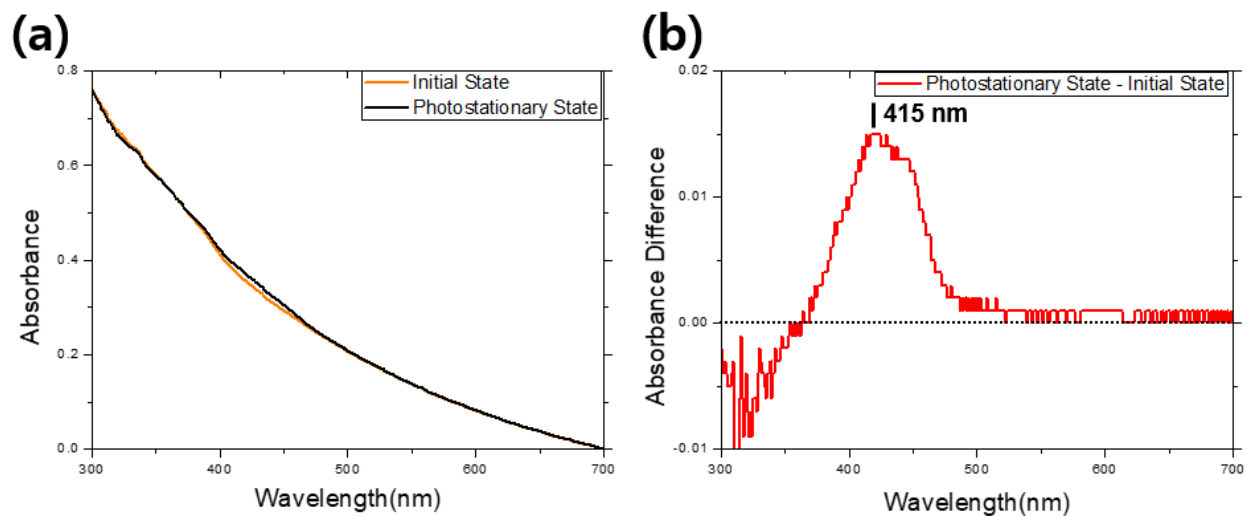 (a)
Initial State
Photostationary State
0.8
0.6
0.4
0.2
0.0
Absorbance
300
400
500
600
700
Wavelength(nm)
(b)
Photostationary State - Initial State
415 nm
0.02
0.01
0.00
-0.01
Absorbance Difference
300
400
500
600
700
Wavelength(nm)